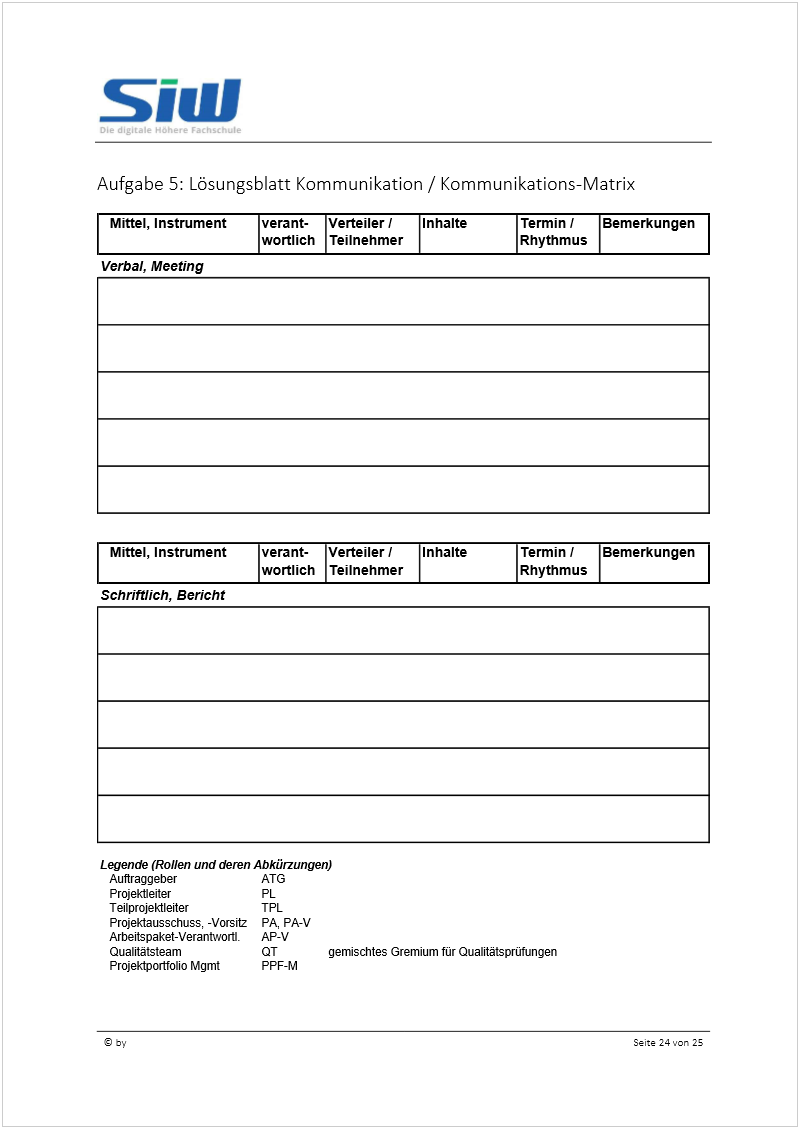 SIW
Die digitale Höhere Fachschule
Aufgabe 5: Lösungsblatt Kommunikation / Kommunikations-Matrix
Mittel, Instrument verant- Verteiler / Inhalte Termin / Bemerkungen
wortlich Teilnehmer Rhythmus
Verbal, Meeting
Mittel, Instrument verant- Verteiler / Inhalte Termin / Bemerkungen
wortlich Teilnehmer Rhythmus
Schriftlich, Bericht
Legende (Rollen und deren Abkürzungen)
Auftraggeber ATG
Projektleiter PL
Teilprojektleiter TPL
Projektausschuss, -Vorsitz PA, PA-V
Arbeitspaket-Verantwortl. AP-V
Qualitätsteam QT gemischtes Gremium für Qualitätsprüfungen
Projektportfolio Mgmt PPF-M
© by Seite 24 von 25